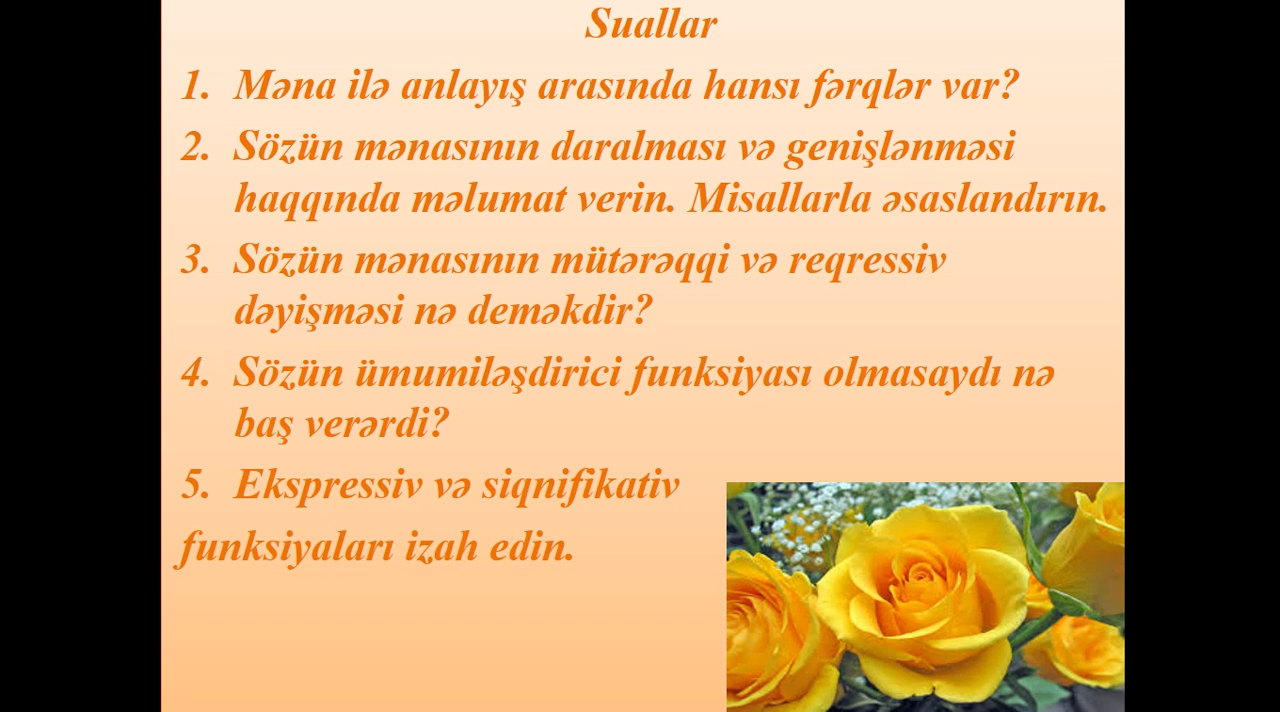 Suallar
1. Məna ilə anlayış arasında hansı fərqlər var?
2. Sözün mənasının daralması və genişlənməsi
haqqında məlumat verin. Misallarla əsaslandırın.
3. Sözün mənasının mütərəqqi və reqressiv
dəyişməsi nə deməkdir?
4. Sözün ümumiləşdirici funksiyası olmasaydı nə
baş verərdi?
5. Ekspressiv və siqnifikativ
funksiyaları izah edin.